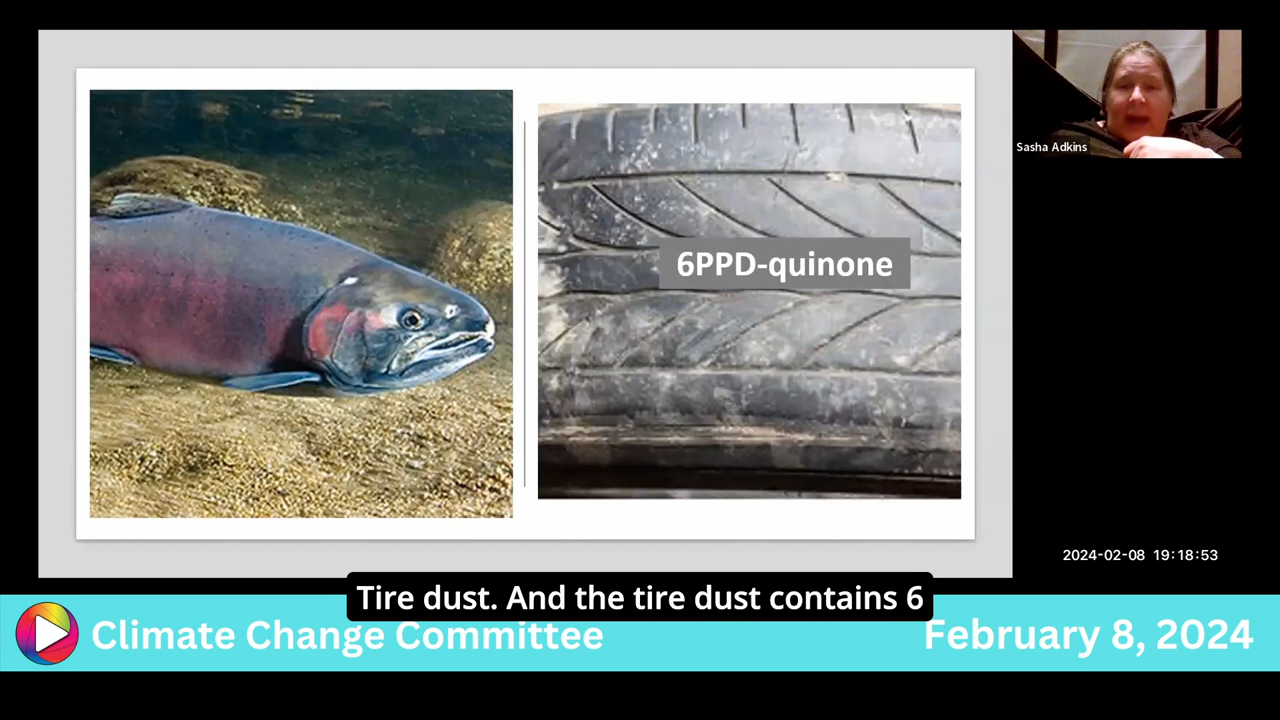 Sasha Adkins
6PPD-quinone
2024-02-08 19:18:53
Tire dust. And the tire dust contains 6
Climate Change Committee
February 8, 2024